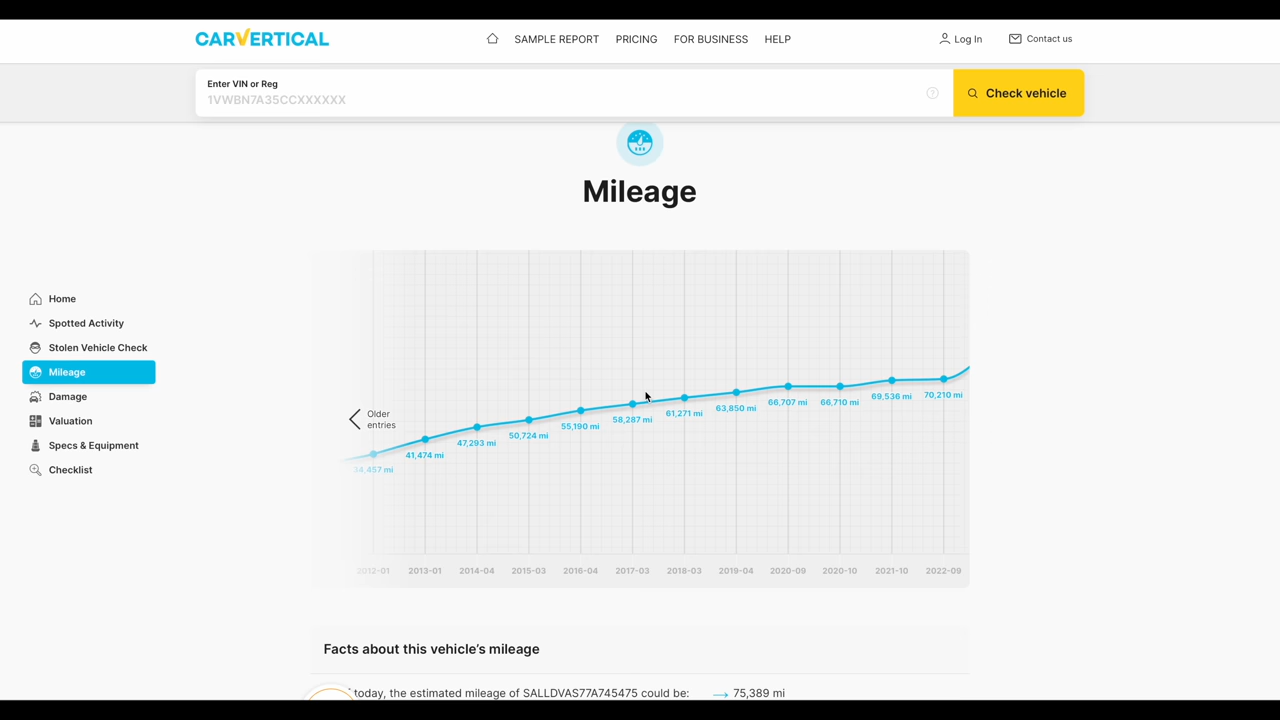 CARVERTICAL
SAMPLE REPORT
PRICING
FOR BUSINESS
HELP
Log In
Contact us
Enter VIN or Reg
1VWBN7A35CCXXXXXX
?
Check vehicle
Mileage
Home
Spotted Activity
Stolen Vehicle Check
Mileage
Damage
Valuation
Specs & Equipment
Checklist
Older
entries
34,457 mi
41,474 mi
47,293 mi
50,724 mi
55,190 mi
58,287 mi
61,271 mi
63,850 mi
66,707 mi
66,710 mi
69,536 mi
70,210 mi
2012-01
2013-01
2014-04
2015-03
2016-04
2017-03
2018-03
2019-04
2020-09
2020-10
2021-10
2022-09
Facts about this vehicle's mileage
today, the estimated mileage of SALLDVAS77A745475 could be:
75,389 mi